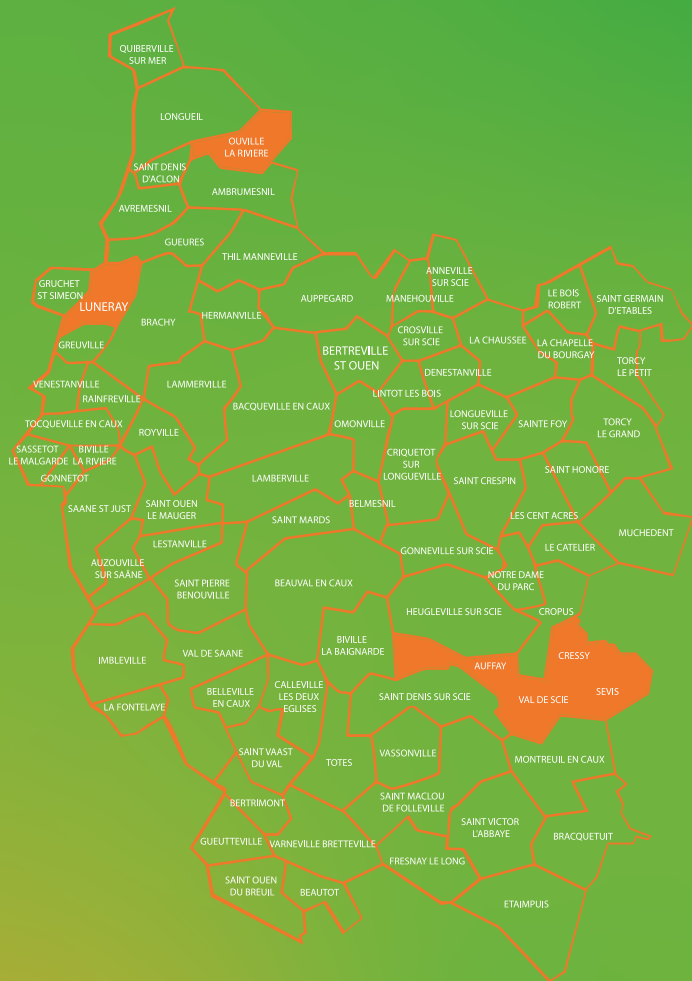 QUIBERVILLE
SUR MER
LONGUEIL
OUVILLE
LA RIVIERE
SAINT DENIS
D'ACLON
AMBRUMESNIL
AVREMESNIL
GUEURES
THIL MANNEVILLE
ANNEVILLE
SUR SCIE
GRUCHET
ST SIMEON
LUNERAY
BRACHY
HERMANVILLE
AUPPEGARD
MANEHOUVILLE
LE BOIS
ROBERT
SAINT GERMAIN
D'ETABLES
GREUVILLE
CROSVILLE
SUR SCIE
LA CHAUSSEE
LA CHAPELLE
DU BOURGAY
BERTREVILLE
ST OUEN
TORCY
LE PETIT
VENESTANVILLE
RAINFREVILLE
LAMMERVILLE
DENESTANVILLE
LINTOT LES BOIS
BACQUEVILLE EN CAUX
TOCQUEVILLE EN CAUX
ROYVILLE
OMONVILLE
LONGUEVILLE
SUR SCIE
SAINTE FOY
TORCY
LE GRAND
SASSETOT
LE MALGARDE
BIVILLE
LA RIVIERE
GONNETOT
CRIQUETOT
SUR
LONGUEVILLE
SAINT HONORE
LAMBERVILLE
SAINT CRESPIN
SAANE ST JUST
SAINT OUEN
LE MAUGER
BELMESNIL
SAINT MARDS
LES CENT ACRES
MUCHEDENT
LESTANVILLE
GONNEVILLE SUR SCIE
LE CATELIER
AUZOUVILLE
SUR SAÂNE
SAINT PIERRE
BENOUVILLE
BEAUVAL EN CAUX
NOTRE DAME
DU PARC
HEUGLEVILLE SUR SCIE
CROPUS
BIVILLE
LA BAIGNARDE
IMBLEVILLE
VAL DE SAANE
CRESSY
AUFFAY
BELLEVILLE
EN CAUX
CALLEVILLE
LES DEUX
EGLISES
SAINT DENIS SUR SCIE
VAL DE SCIE
SEVIS
LA FONTELAYE
SAINT VAAST
DU VAL
TOTES
VASSONVILLE
MONTREUIL EN CAUX
BERTRIMONT
SAINT MACLOU
DE FOLLEVILLE
SAINT VICTOR
L'ABBAYE
BRACQUETUIT
GUEUTTEVILLE
VARNEVILLE BRETTEVILLE
FRESNAY LE LONG
SAINT OUEN
DU BREUIL
BEAUTOT
ETAIMPUIS